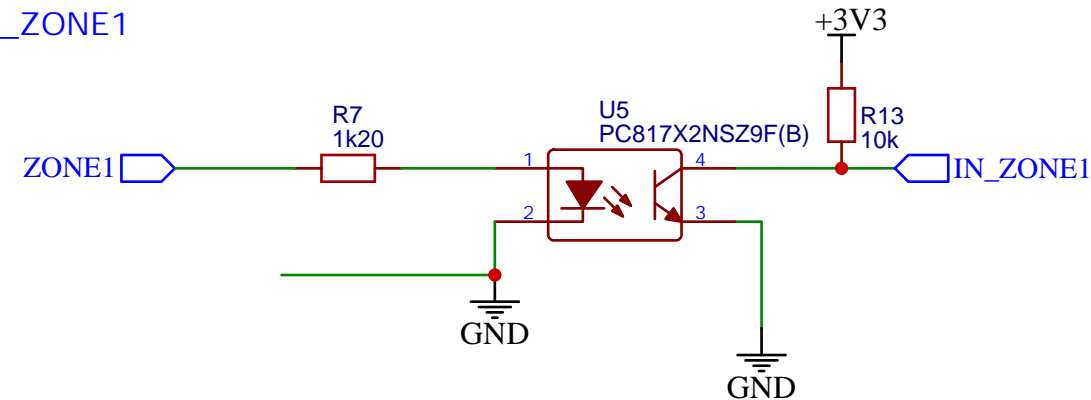 _ZONE1
+3V3
R7
1k20
U5
PC817X2NSZ9F(B)
R13
10k
ZONE1
1
4
IN_ZONE1
2
3
GND
GND